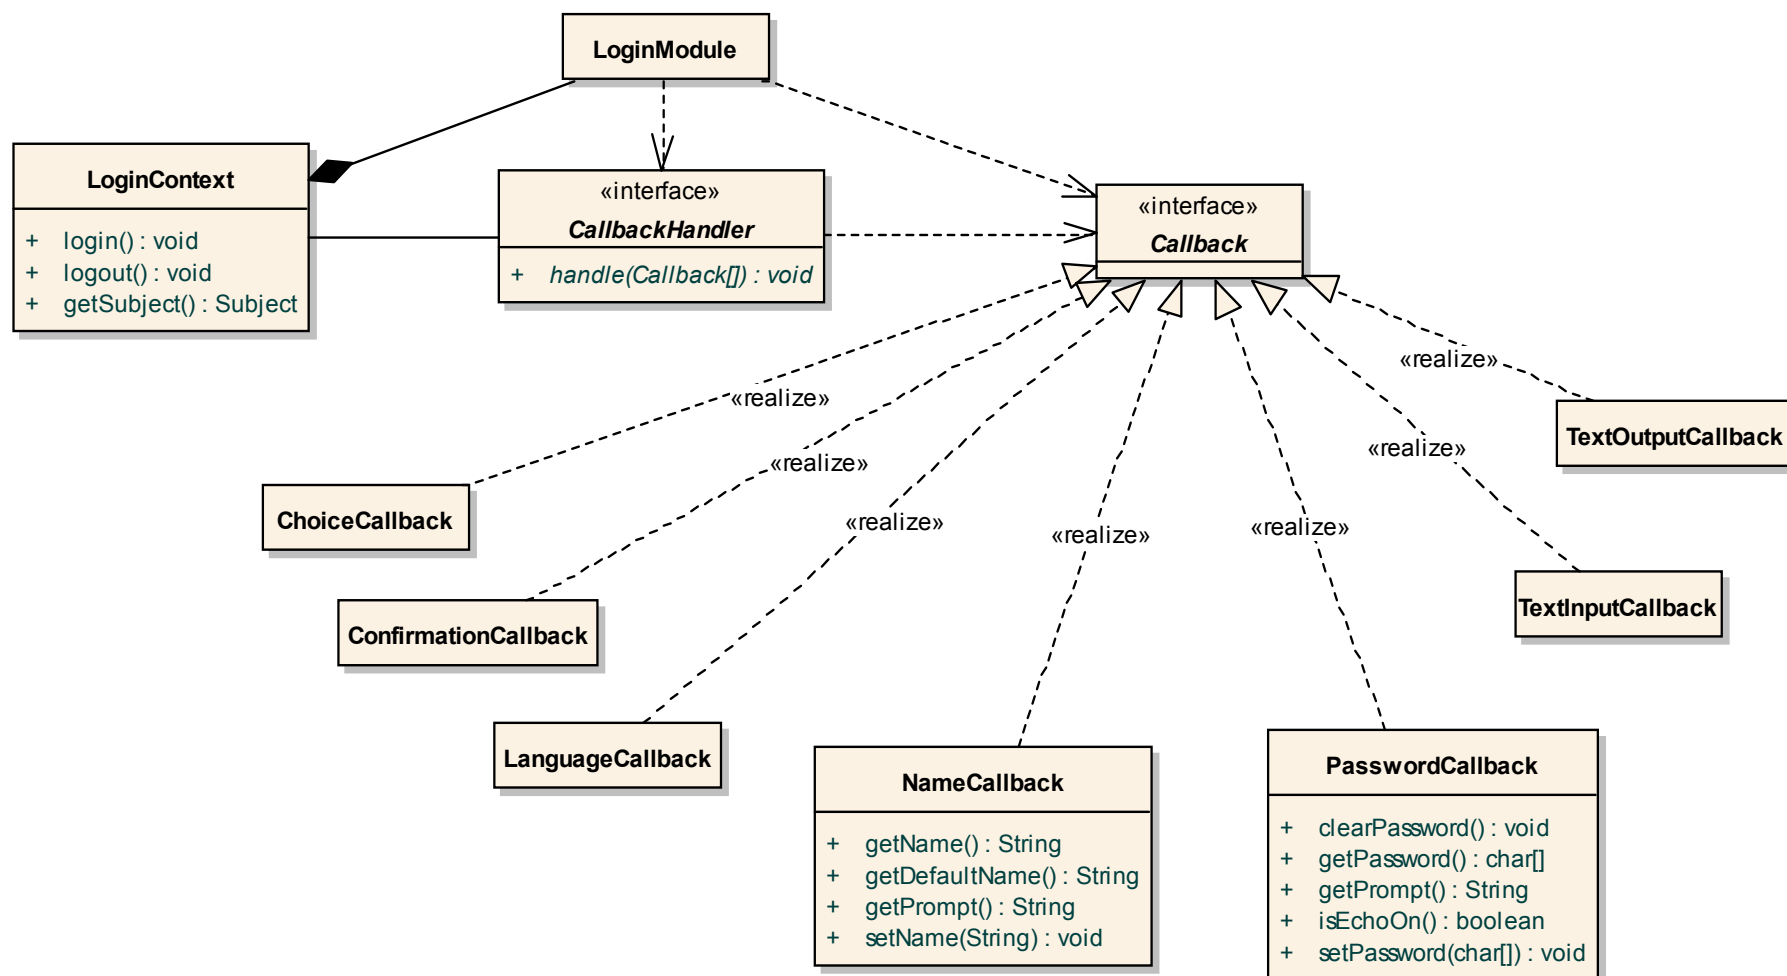 LoginModule
LoginContext
+ login() : void
+ logout() : void
+ getSubject() : Subject
«interface»
CallbackHandler
+ handle(Callback[]) : void
«interface»
Callback
«realize»
«realize»
«realize»
«realize»
«realize»
«realize»
«realize»
TextOutputCallback
ChoiceCallback
TextInputCallback
ConfirmationCallback
LanguageCallback
NameCallback
+ getName() : String
+ getDefaultName() : String
+ getPrompt() : String
+ setName(String) : void
PasswordCallback
+ clearPassword() : void
+ getPassword() : char[]
+ getPrompt() : String
+ isEchoOn() : boolean
+ setPassword(char[]) : void